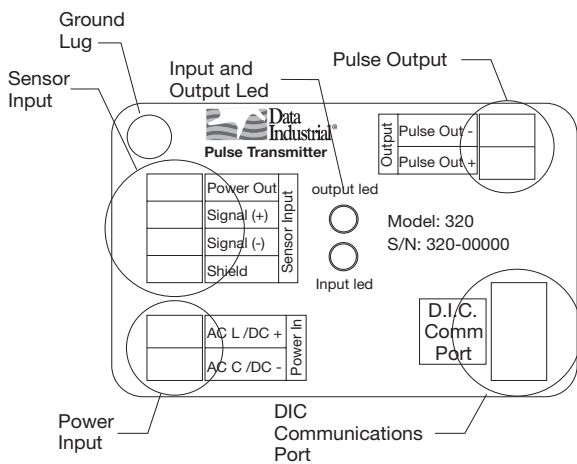 Ground
Lug
Sensor
Input
Input and
Output Led
Pulse Output
Data
Industrial®
Pulse Transmitter
Output
Pulse Out -
Pulse Out +
Power Out
Signal (+)
Signal (-)
Shield
Sensor Input
output led
Input led
Model: 320
S/N: 320-00000
AC L /DC +
AC C /DC -
Power In
D.I.C.
Comm
Port
Power
Input
DIC
Communications
Port